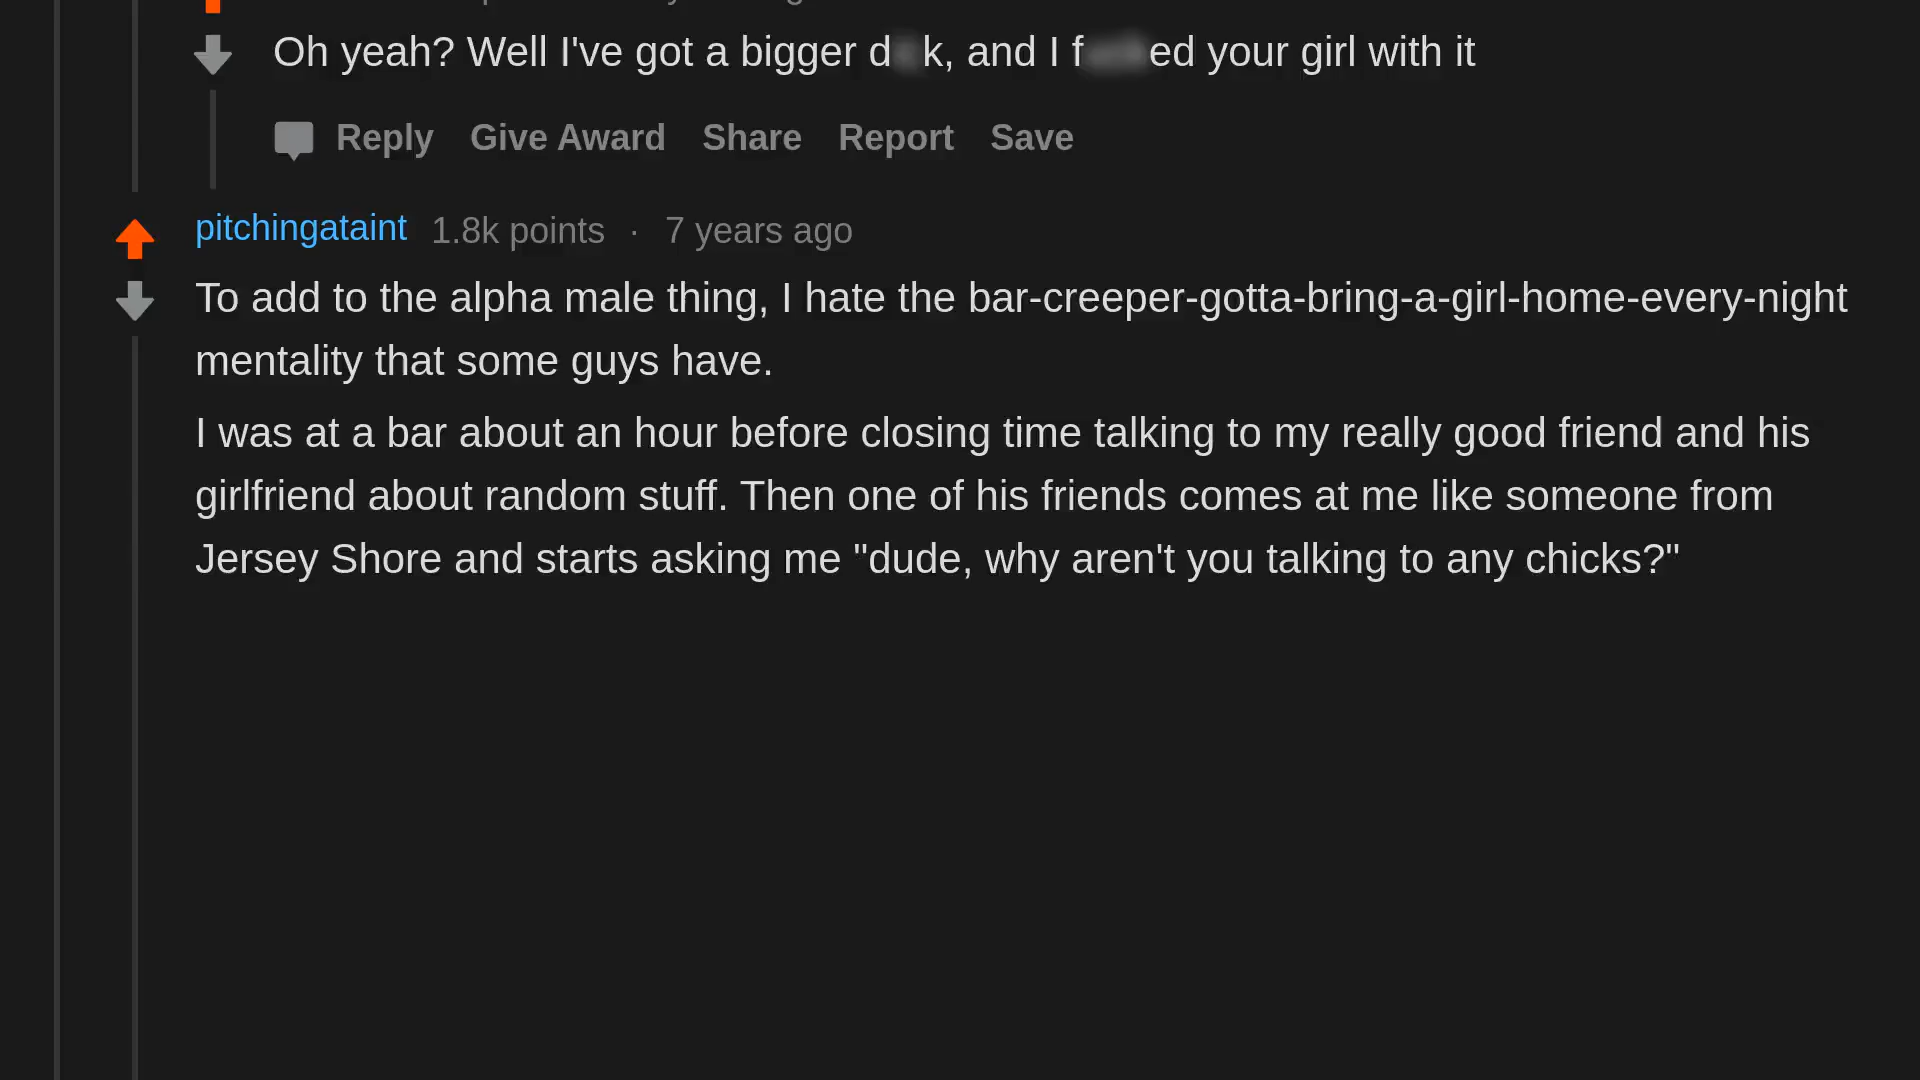 Oh yeah? Well I've got a bigger d k, and I f ed your girl with it
Reply Give Award Share Report Save
pitchingataint 1.8k points · 7 years ago
To add to the alpha male thing, I hate the bar-creeper-gotta-bring-a-girl-home-every-night
mentality that some guys have.
I was at a bar about an hour before closing time talking to my really good friend and his
girlfriend about random stuff. Then one of his friends comes at me like someone from
Jersey Shore and starts asking me "dude, why aren't you talking to any chicks?"